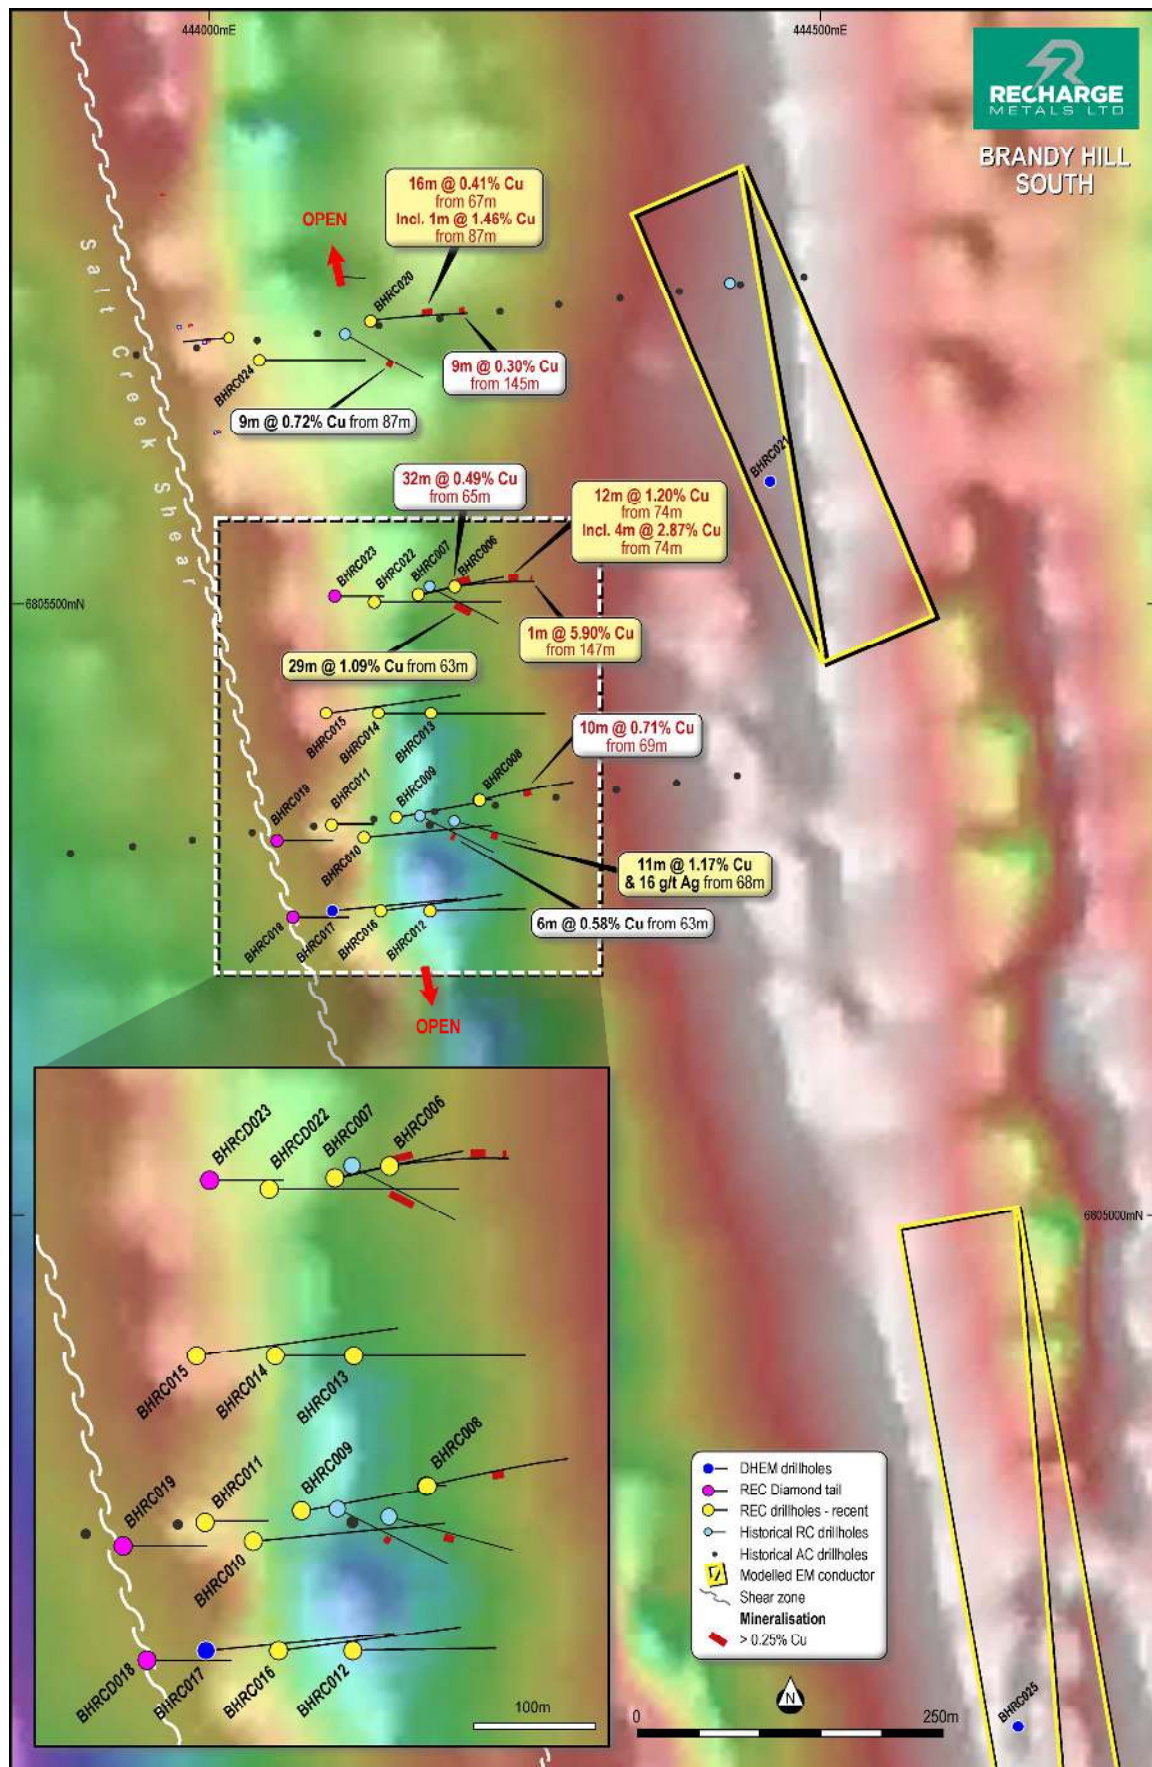 444000mE
444500mE
RECHARGE
METALS LTD
BRANDY HILL
SOUTH
Salt Creek Shear
16m @ 0.41% Cu
from 67m
Incl. 1m @ 1.46% Cu
from 87m
OPEN
BHRC020
BHRC024
9m @ 0.30% Cu
from 145m
9m @ 0.72% Cu from 87m
BHRC021
32m @ 0.49% Cu
from 65m
12m @ 1.20% Cu
from 74m
Incl. 4m @ 2.87% Cu
from 74m
BHRC023
BHRC022
BHRC007
BHRC006
6805500mN
1m @ 5.90% Cu
from 147m
29m @ 1.09% Cu from 63m
BHRC015
BHRC014
BHRC013
10m @ 0.71% Cu
from 69m
BHRC019
BHRC011
BHRC009
BHRC008
BHRC010
11m @ 1.17% Cu
& 16 g/t Ag from 68m
6m @ 0.58% Cu from 63m
BHRC018
BHRC017
BHRC016
BHRC012
OPEN
BHRCD023
BHRCD022
BHRC007
BHRC006
6805000mN
BHRC015
BHRC014
BHRC013
BHRC019
BHRC011
BHRC009
BHRC008
BHRC010
BHRCD018
BHRC017
BHRC016
BHRC012
100m
DHEM drillholes
REC Diamond tail
REC drillholes - recent
Historical RC drillholes
Historical AC drillholes
Modelled EM conductor
Shear zone
Mineralisation
> 0.25% Cu
N
0
250m
BHRC025